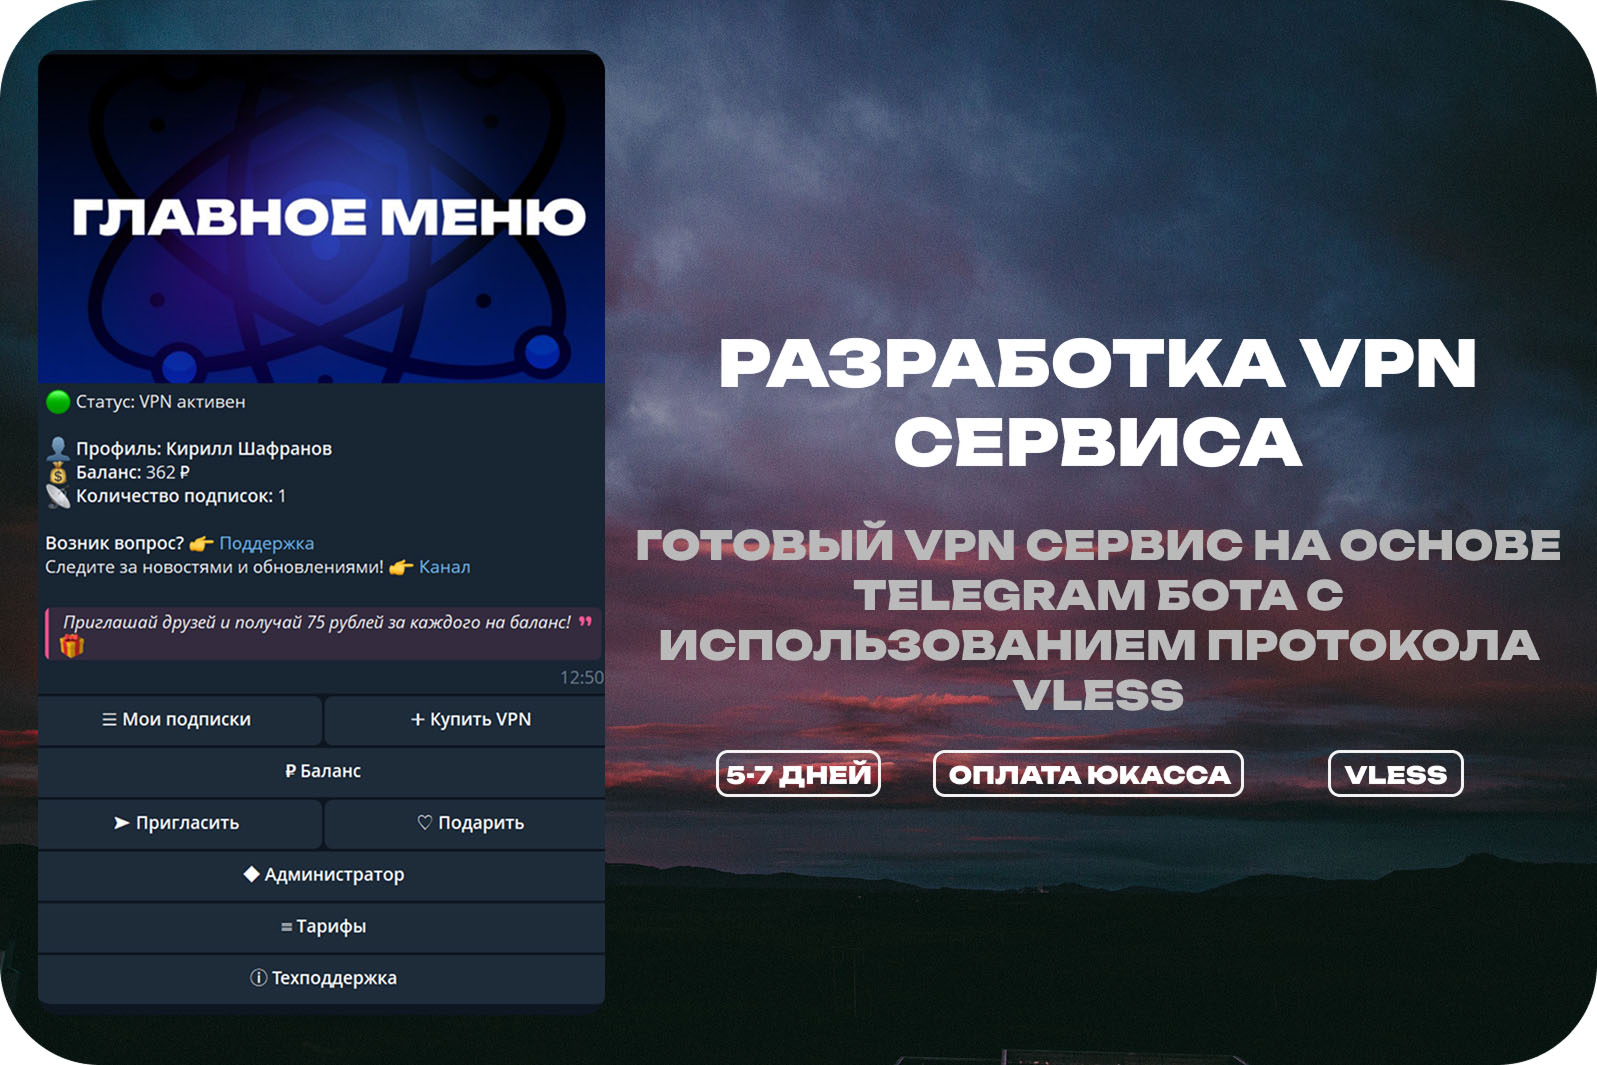 ГЛАВНОЕ МЕНЮ
🟢 Статус: VPN активен
👤 Профиль: Кирилл Шафранов
💰 Баланс: 362 ₽
📡 Количество подписок: 1
Возник вопрос? 👉 Поддержка
Следите за новостями и обновлениями! 👉 Канал
Приглашай друзей и получай 75 рублей за каждого на баланс!
🎁
12:50
☰ Мои подписки
+ Купить VPN
₽ Баланс
➤ Пригласить
♡ Подарить
◆ Администратор
= Тарифы
ⓘ Техподдержка
РАЗРАБОТКА VPN
СЕРВИСА
ГОТОВЫЙ VPN СЕРВИС НА ОСНОВЕ
TELEGRAM БОТА С
ИСПОЛЬЗОВАНИЕМ ПРОТОКОЛА
VLESS
5-7 ДНЕЙ
ОПЛАТА ЮКАССА
VLESS